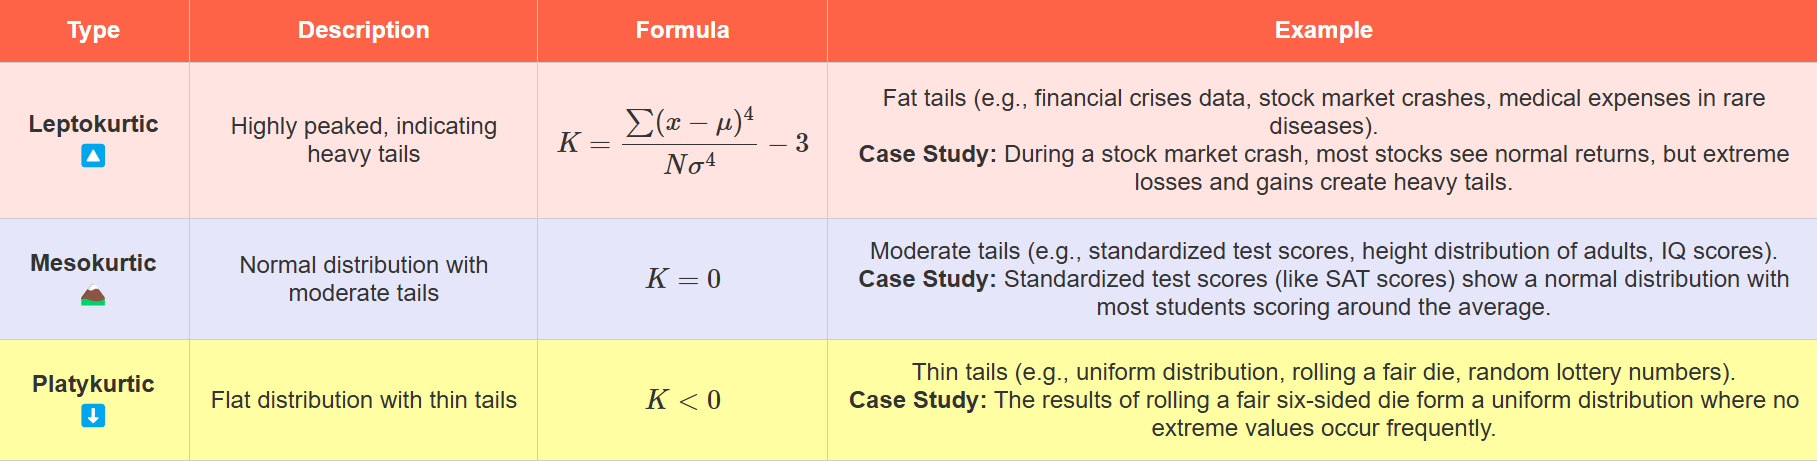 Type Description Formula Example
Leptokurtic
Highly peaked, indicating
heavy tails
K = ∑(x − μ)⁴ / Nσ⁴ − 3
Fat tails (e.g., financial crises data, stock market crashes, medical expenses in rare
diseases).
Case Study: During a stock market crash, most stocks see normal returns, but extreme
losses and gains create heavy tails.
Mesokurtic
Normal distribution with
moderate tails
K = 0
Moderate tails (e.g., standardized test scores, height distribution of adults, IQ scores).
Case Study: Standardized test scores (like SAT scores) show a normal distribution with
most students scoring around the average.
Platykurtic
Flat distribution with thin tails
K < 0
Thin tails (e.g., uniform distribution, rolling a fair die, random lottery numbers).
Case Study: The results of rolling a fair six-sided die form a uniform distribution where no
extreme values occur frequently.